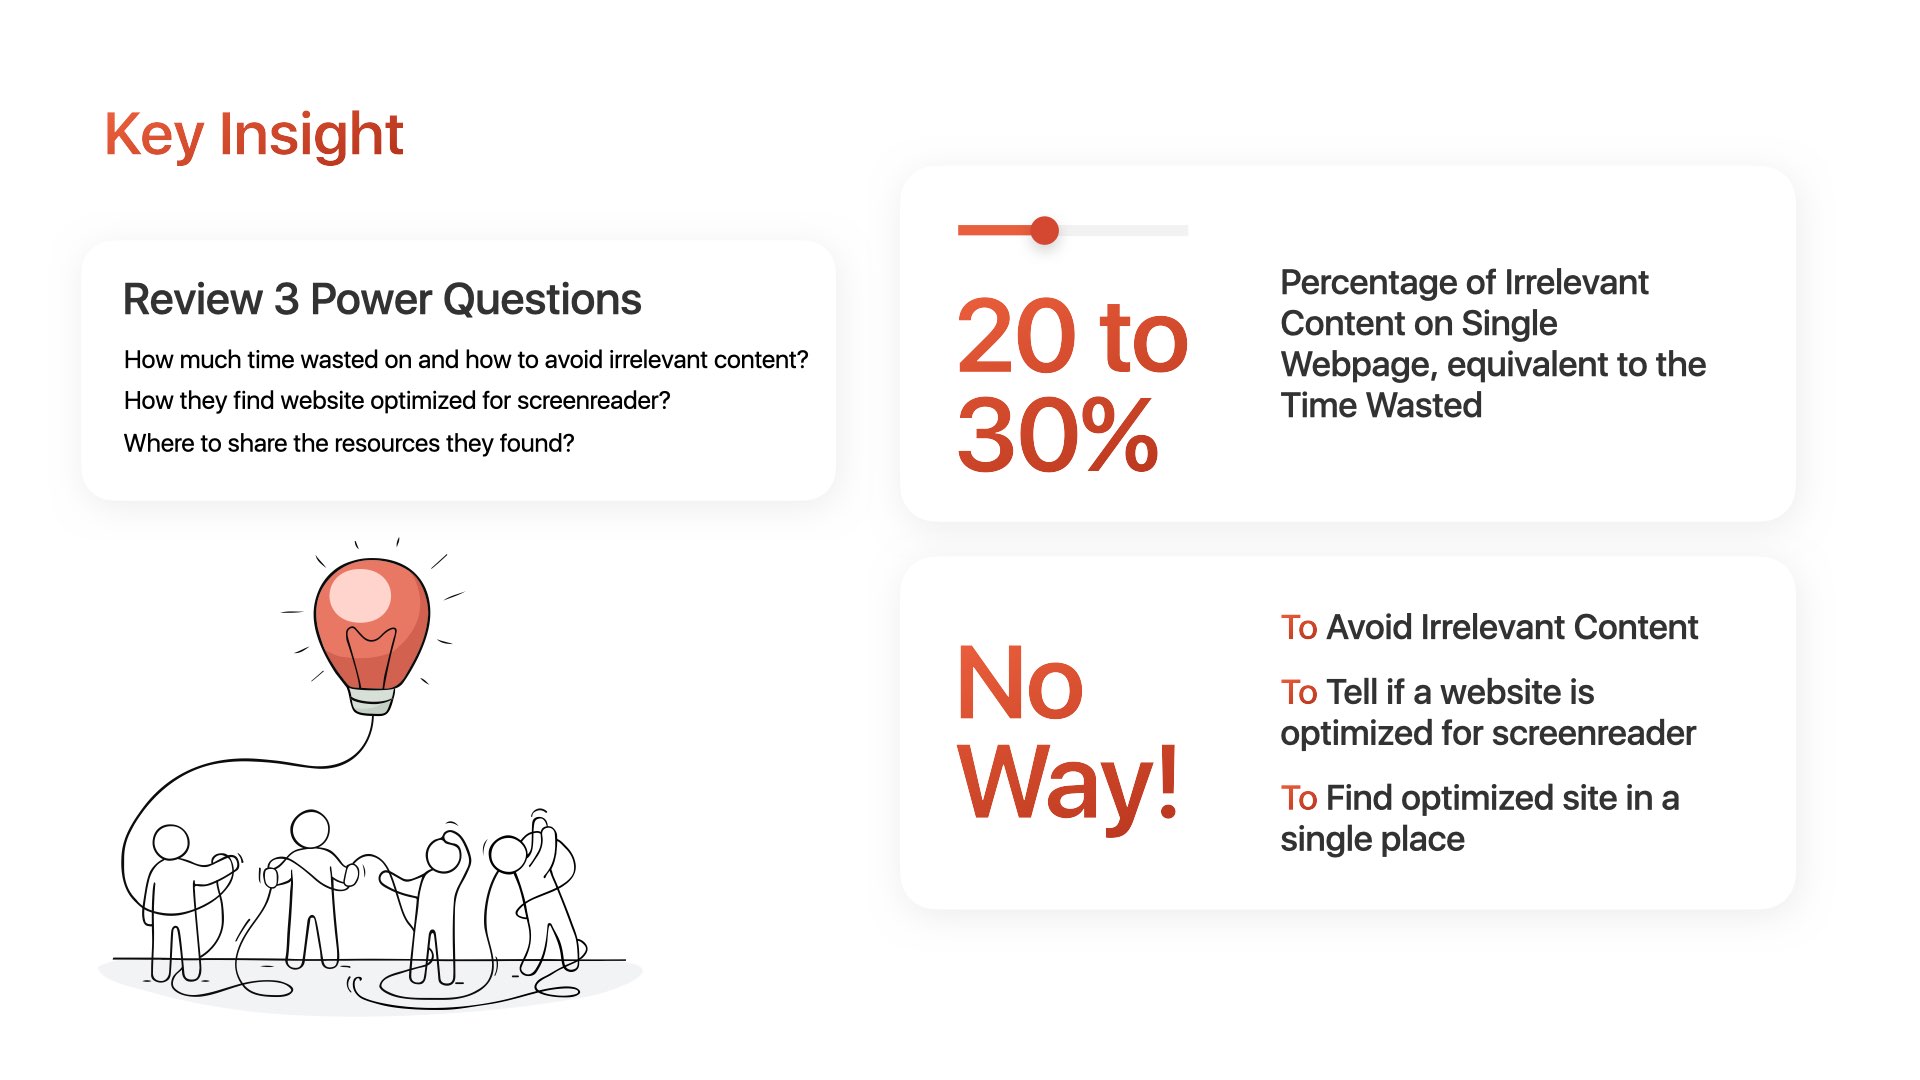 Key Insight
Review 3 Power Questions
How much time wasted on and how to avoid irrelevant content?
How they find website optimized for screenreader?
Where to share the resources they found?
20 to
30%
Percentage of Irrelevant
Content on Single
Webpage, equivalent to the
Time Wasted
No
Way!
To Avoid Irrelevant Content
To Tell if a website is
optimized for screenreader
To Find optimized site in a
single place